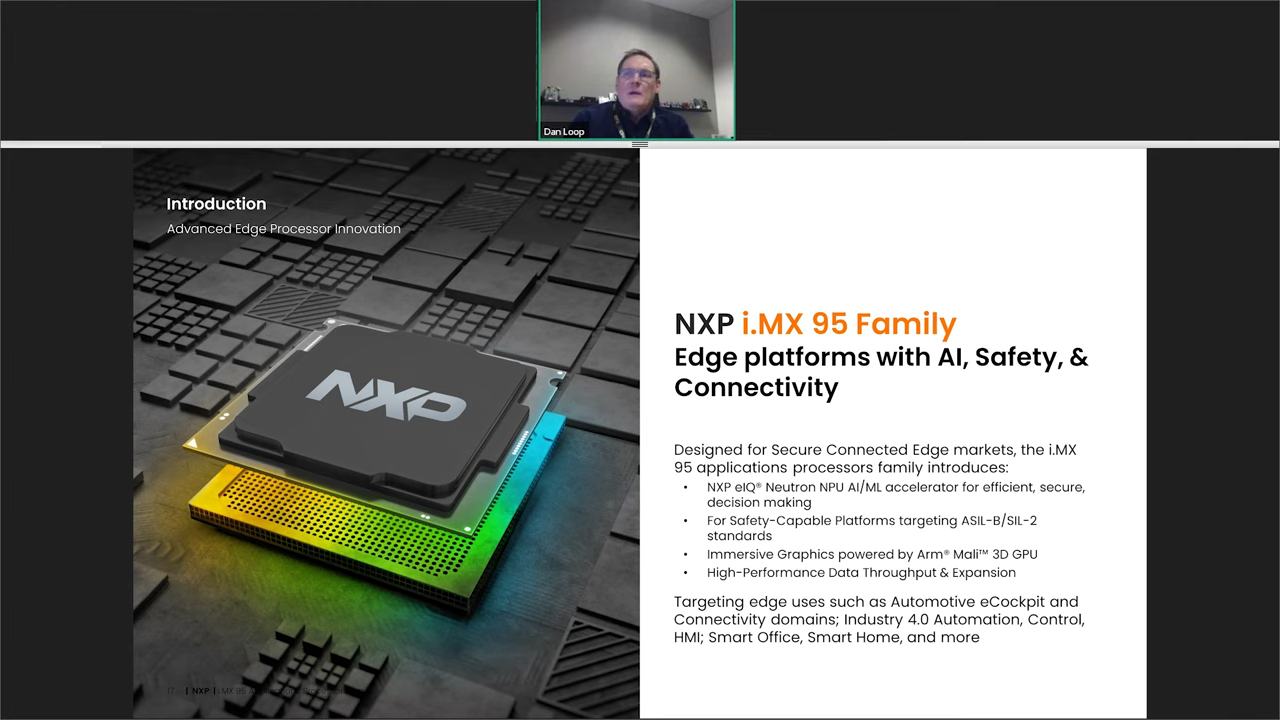 Dan Loop
Introduction
Advanced Edge Processor Innovation
NXP
NXP i.MX 95 Family
Edge platforms with AI, Safety, &
Connectivity
Designed for Secure Connected Edge markets, the i.MX
95 applications processors family introduces:
• NXP eIQ® Neutron NPU AI/ML accelerator for efficient, secure,
decision making
• For Safety-Capable Platforms targeting ASIL-B/SIL-2
standards
• Immersive Graphics powered by Arm® Mali™ 3D GPU
• High-Performance Data Throughput & Expansion
Targeting edge uses such as Automotive eCockpit and
Connectivity domains; Industry 4.0 Automation, Control,
HMI; Smart Office, Smart Home, and more
17 | NXP | i.MX 95